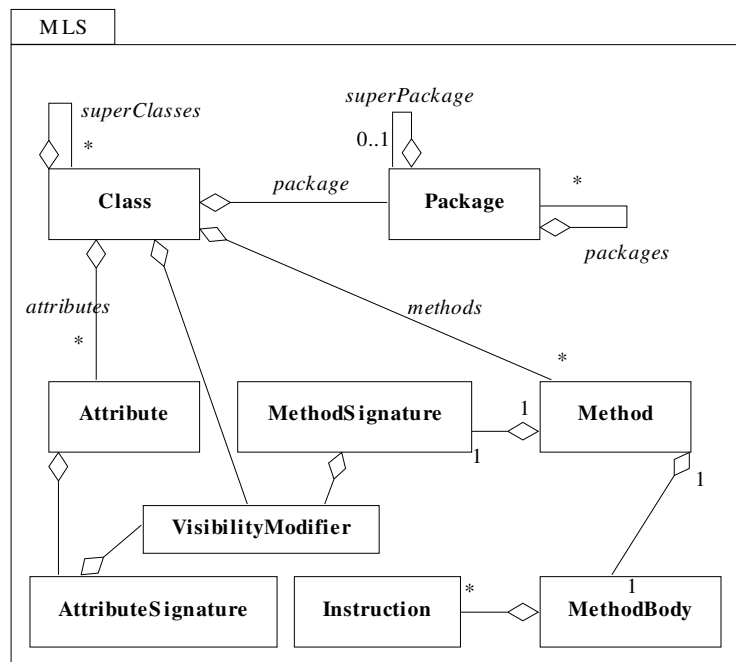 MLS
superClasses
*
superPackage
0..1
Class
package
Package
*
packages
attributes
*
methods
*
Attribute
MethodSignature
1
1
Method
1
VisibilityModifier
AttributeSignature
Instruction
*
1
MethodBody